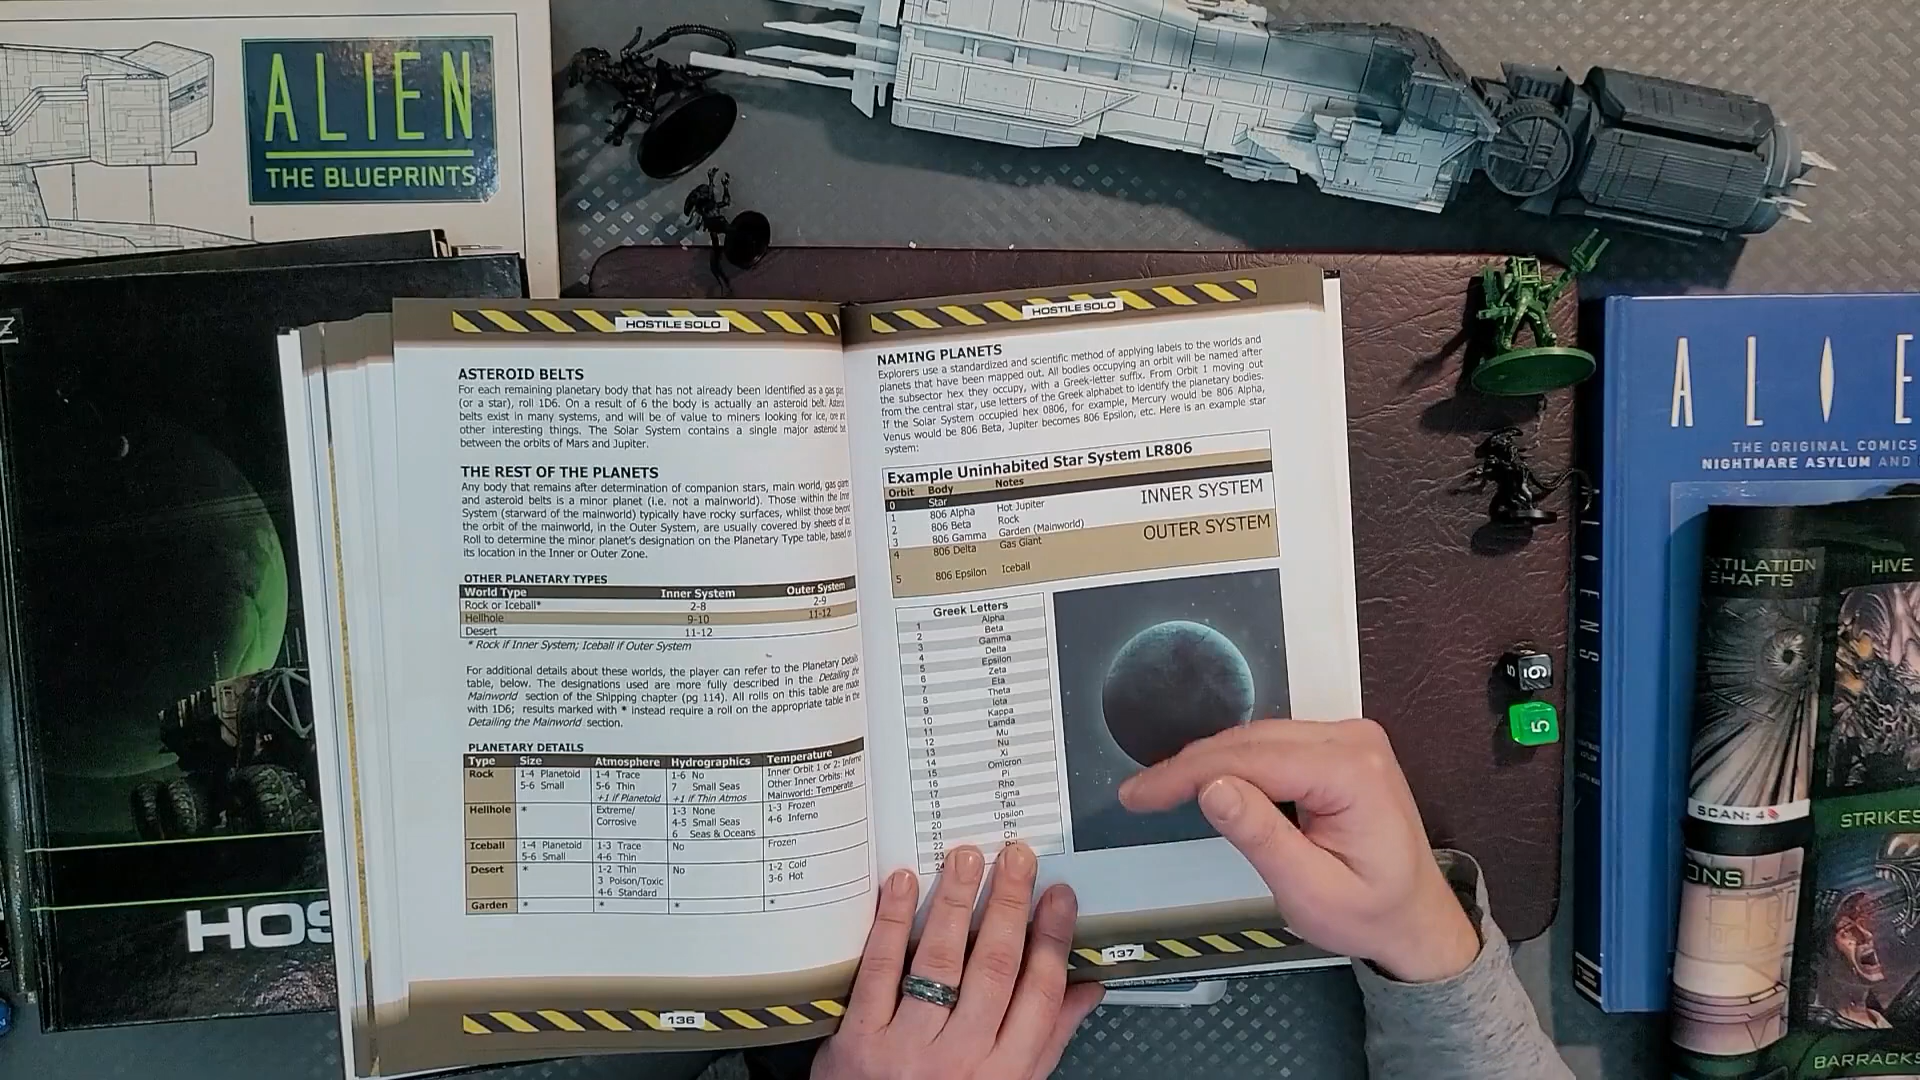 ALIEN
THE BLUEPRINTS
HOSTILE SOLO
ASTEROID BELTS
For each remaining planetary body that has not already been identified as a gas
(or a star), roll 1D6. On a result of 6 the body is actually an asteroid belt.
belts exist in many systems, and will be of value to miners looking for ice,
other interesting things. The Solar System contains a single major asteroid
between the orbits of Mars and Jupiter.
THE REST OF THE PLANETS
Any body that remains after determination of companion stars, main world, gas
and asteroid belts is a minor planet (i.e. not a mainworld). Those within the
System (starward of the mainworld) typically have rocky surfaces, whilst those beyond
the orbit of the mainworld, in the Outer System, are usually covered by sheets of
Roll to determine the minor planet's designation on the Planetary Type table, based
its location in the Inner or Outer Zone.
OTHER PLANETARY TYPES
World Type Inner System Outer System
Rock or Iceball* 2-8 2-9
Hellhole 9-10 11-12
Desert 11-12
* Rock if Inner System; Iceball if Outer System
For additional details about these worlds, the player can refer to the Planetary Details
table, below. The designations used are more fully described in the Detailing the
Mainworld section of the Shipping chapter (pg 114). All rolls on this table are made
with 1D6; results marked with * instead require a roll on the appropriate table in the
Detailing the Mainworld section.
PLANETARY DETAILS
Type Size Atmosphere Hydrographics Temperature
Rock 1-4 Planetoid 1-4 Trace 1-6 No Inner Orbit 1 or 2: Inferno
5-6 Small 5-6 Thin 7 Small Seas Other Inner Orbits: Hot
+1 if Planetoid +1 if Thin Atmos Mainworld: Temperate
Hellhole * Extreme/ 1-3 None 1-3 Frozen
Corrosive 4-5 Small Seas 4-6 Inferno
6 Seas & Oceans
Iceball 1-4 Planetoid 1-3 Trace No Frozen
5-6 Small 4-6 Thin
Desert * 1-2 Thin No 1-2 Cold
3 Poison/Toxic 3-6 Hot
4-6 Standard
Garden * * * *
136
HOSTILE SOLO
NAMING PLANETS
Explorers use a standardized and scientific method of applying labels to the worlds and
planets that have been mapped out. All bodies occupying an orbit will be named after
the subsector hex they occupy, with a Greek-letter suffix. From Orbit 1 moving out
from the central star, use letters of the Greek alphabet to identify the planetary bodies.
If the Solar System occupied hex 0806, for example, Mercury would be 806 Alpha,
Venus would be 806 Beta, Jupiter becomes 806 Epsilon, etc. Here is an example star
system:
Example Uninhabited Star System LR806
Orbit Body Notes
0 Star
1 806 Alpha Hot Jupiter INNER SYSTEM
2 806 Beta Rock
3 806 Gamma Garden (Mainworld)
4 806 Delta Gas Giant OUTER SYSTEM
5 806 Epsilon Iceball
Greek Letters
1 Alpha
2 Beta
3 Gamma
4 Delta
5 Epsilon
6 Zeta
7 Eta
8 Theta
9 Iota
10 Kappa
11 Lamda
12 Mu
13 Nu
14 Xi
15 Omicron
16 Pi
17 Rho
18 Sigma
19 Tau
20 Upsilon
21 Phi
22 Chi
23
137
HOS
5
9
5
ALIE
THE ORIGINAL COMICS
NIGHTMARE ASYLUM AND
ALIENS
TILATION
SHAFTS
HIVE
SCAN: 4
STRIKES
ONS
BARRACKS